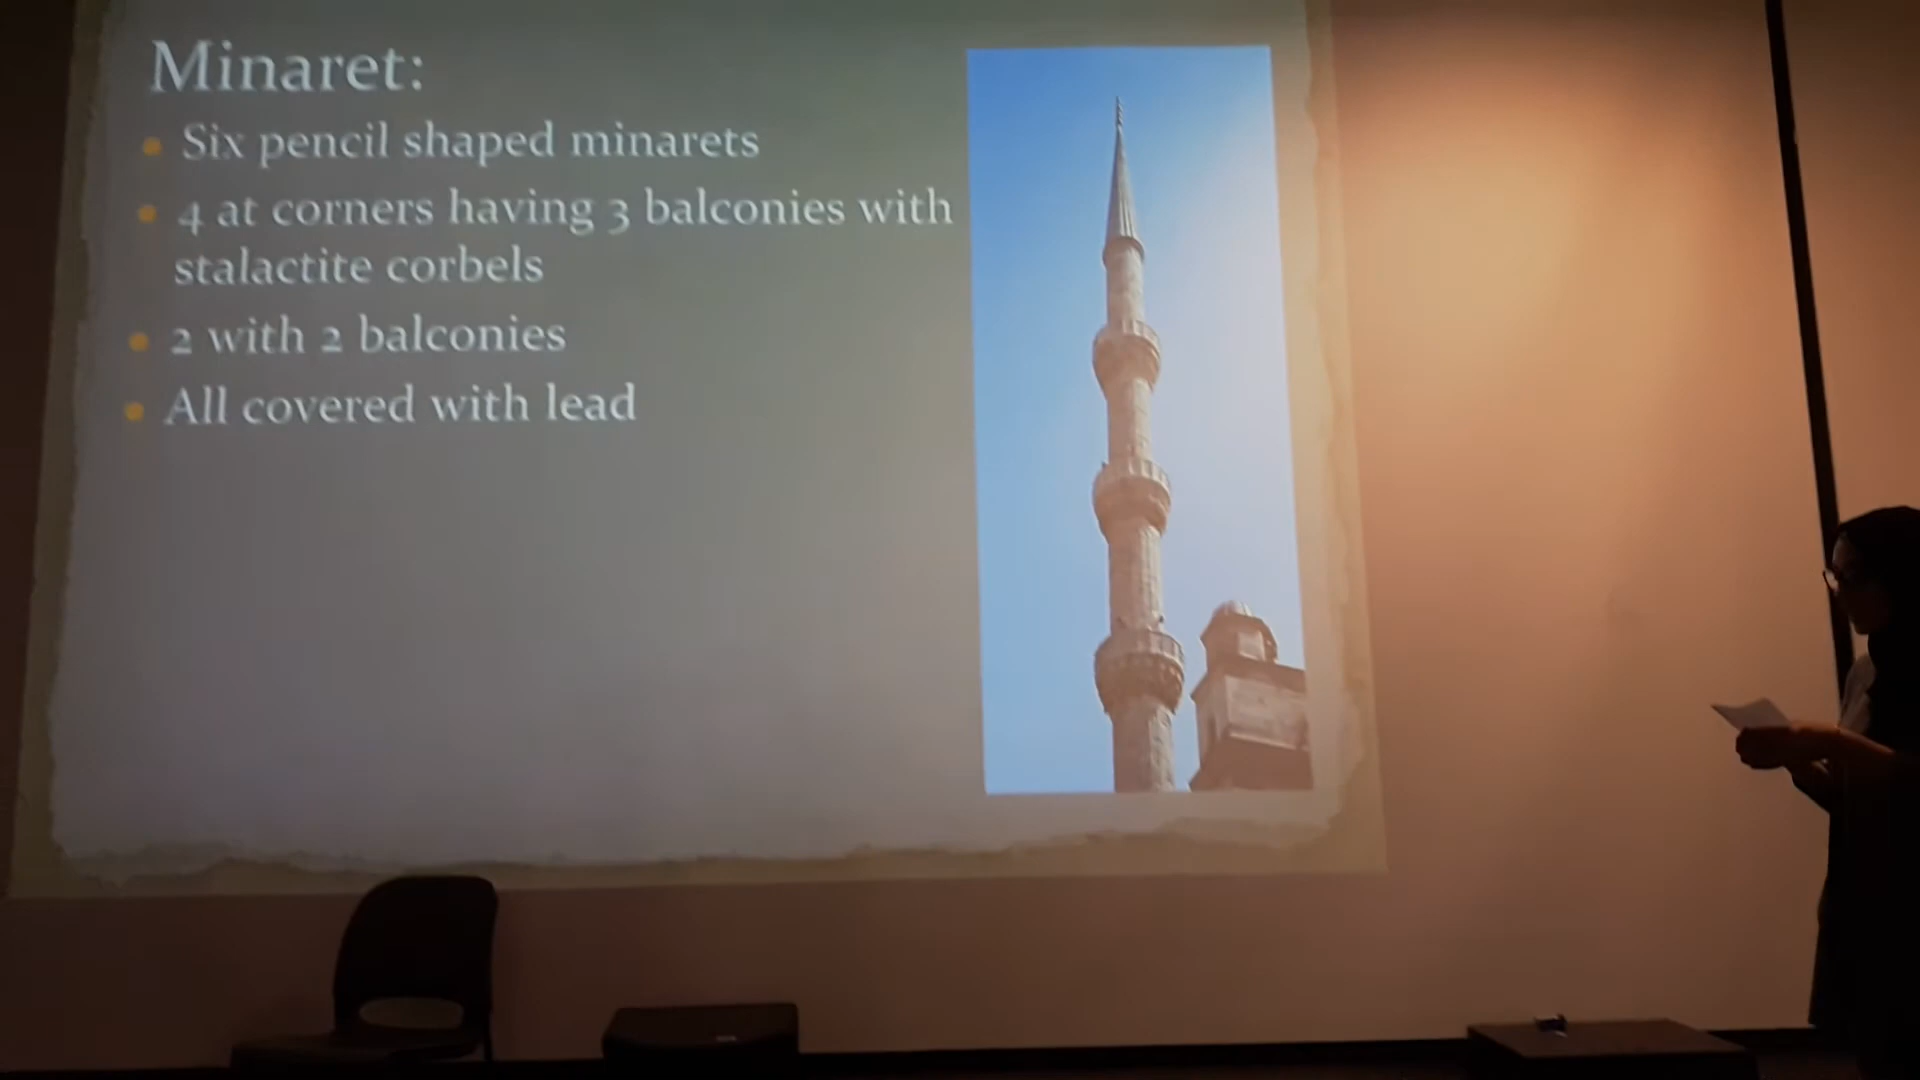 Minaret:
Six pencil shaped minarets
4 at corners having 3 balconies with
stalactite corbels
2 with 2 balconies
All covered with lead